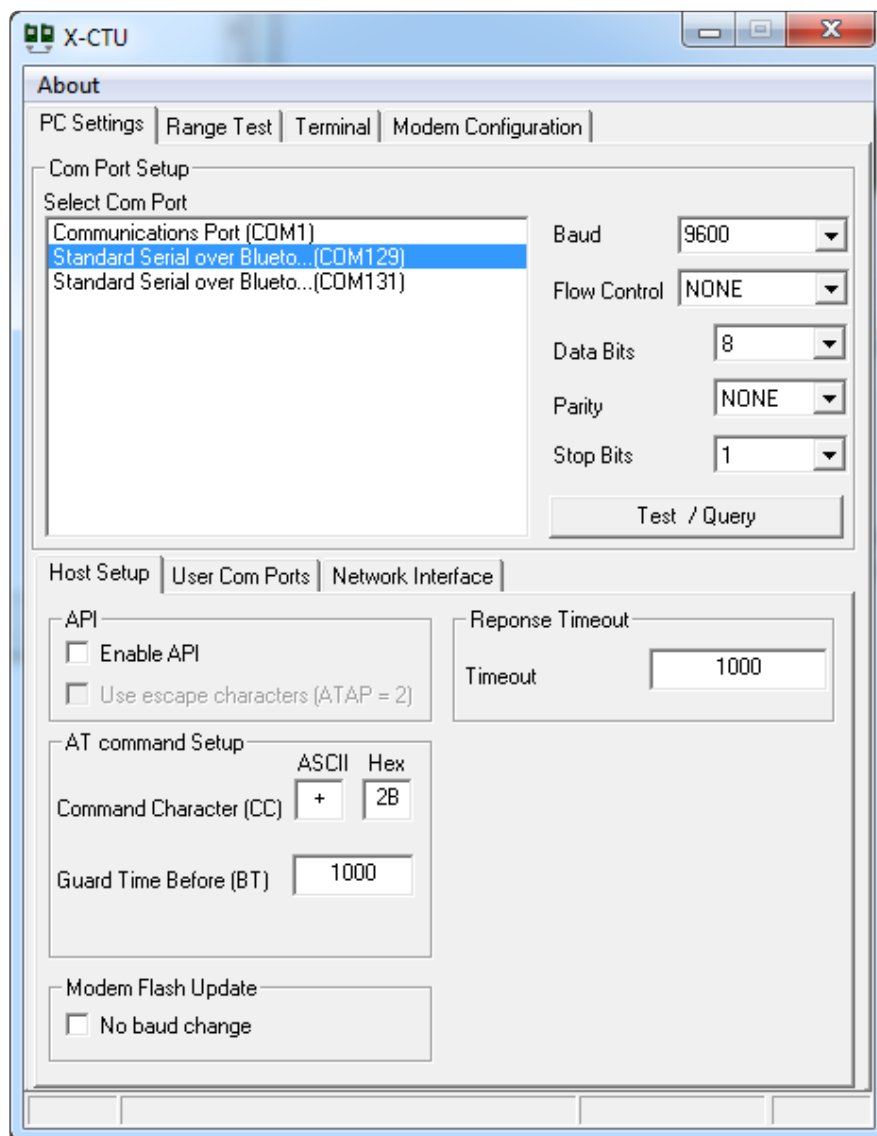 X-CTU
About
PC Settings Range Test Terminal Modem Configuration
Com Port Setup
Select Com Port
Communications Port (COM1)
Standard Serial over Blueto...(COM129)
Standard Serial over Blueto...(COM131)
Baud 9600
Flow Control NONE
Data Bits 8
Parity NONE
Stop Bits 1
Test / Query
Host Setup User Com Ports Network Interface
API
Enable API
Use escape characters (ATAP = 2)
Reponse Timeout
Timeout 1000
AT command Setup
ASCII Hex
Command Character (CC) + 2B
Guard Time Before (BT) 1000
Modem Flash Update
No baud change